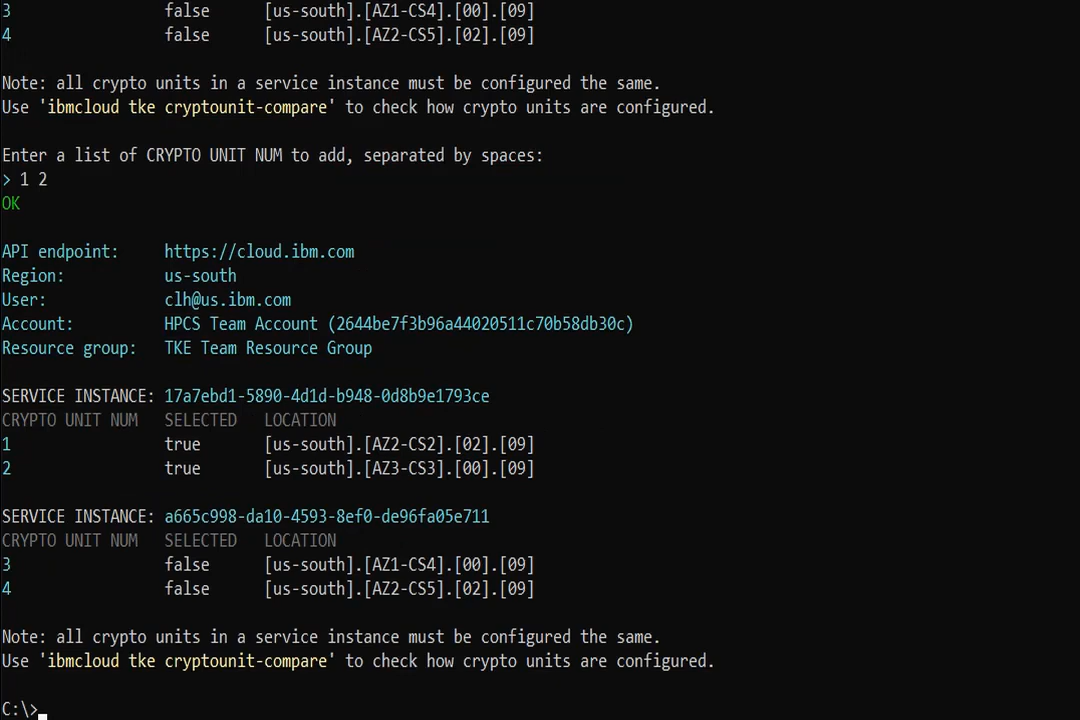 3 false [us-south].[AZ1-CS4].[00].[09]
4 false [us-south].[AZ2-CS5].[02].[09]
Note: all crypto units in a service instance must be configured the same.
Use 'ibmcloud tke cryptounit-compare' to check how crypto units are configured.
Enter a list of CRYPTO UNIT NUM to add, separated by spaces:
> 1 2
OK
API endpoint: https://cloud.ibm.com
Region: us-south
User: clh@us.ibm.com
Account: HPCS Team Account (2644be7f3b96a44020511c70b58db30c)
Resource group: TKE Team Resource Group
SERVICE INSTANCE: 17a7ebd1-5890-4d1d-b948-0d8b9e1793ce
CRYPTO UNIT NUM SELECTED LOCATION
1 true [us-south].[AZ2-CS2].[02].[09]
2 true [us-south].[AZ3-CS3].[00].[09]
SERVICE INSTANCE: a665c998-da10-4593-8ef0-de96fa05e711
CRYPTO UNIT NUM SELECTED LOCATION
3 false [us-south].[AZ1-CS4].[00].[09]
4 false [us-south].[AZ2-CS5].[02].[09]
Note: all crypto units in a service instance must be configured the same.
Use 'ibmcloud tke cryptounit-compare' to check how crypto units are configured.
C:\>